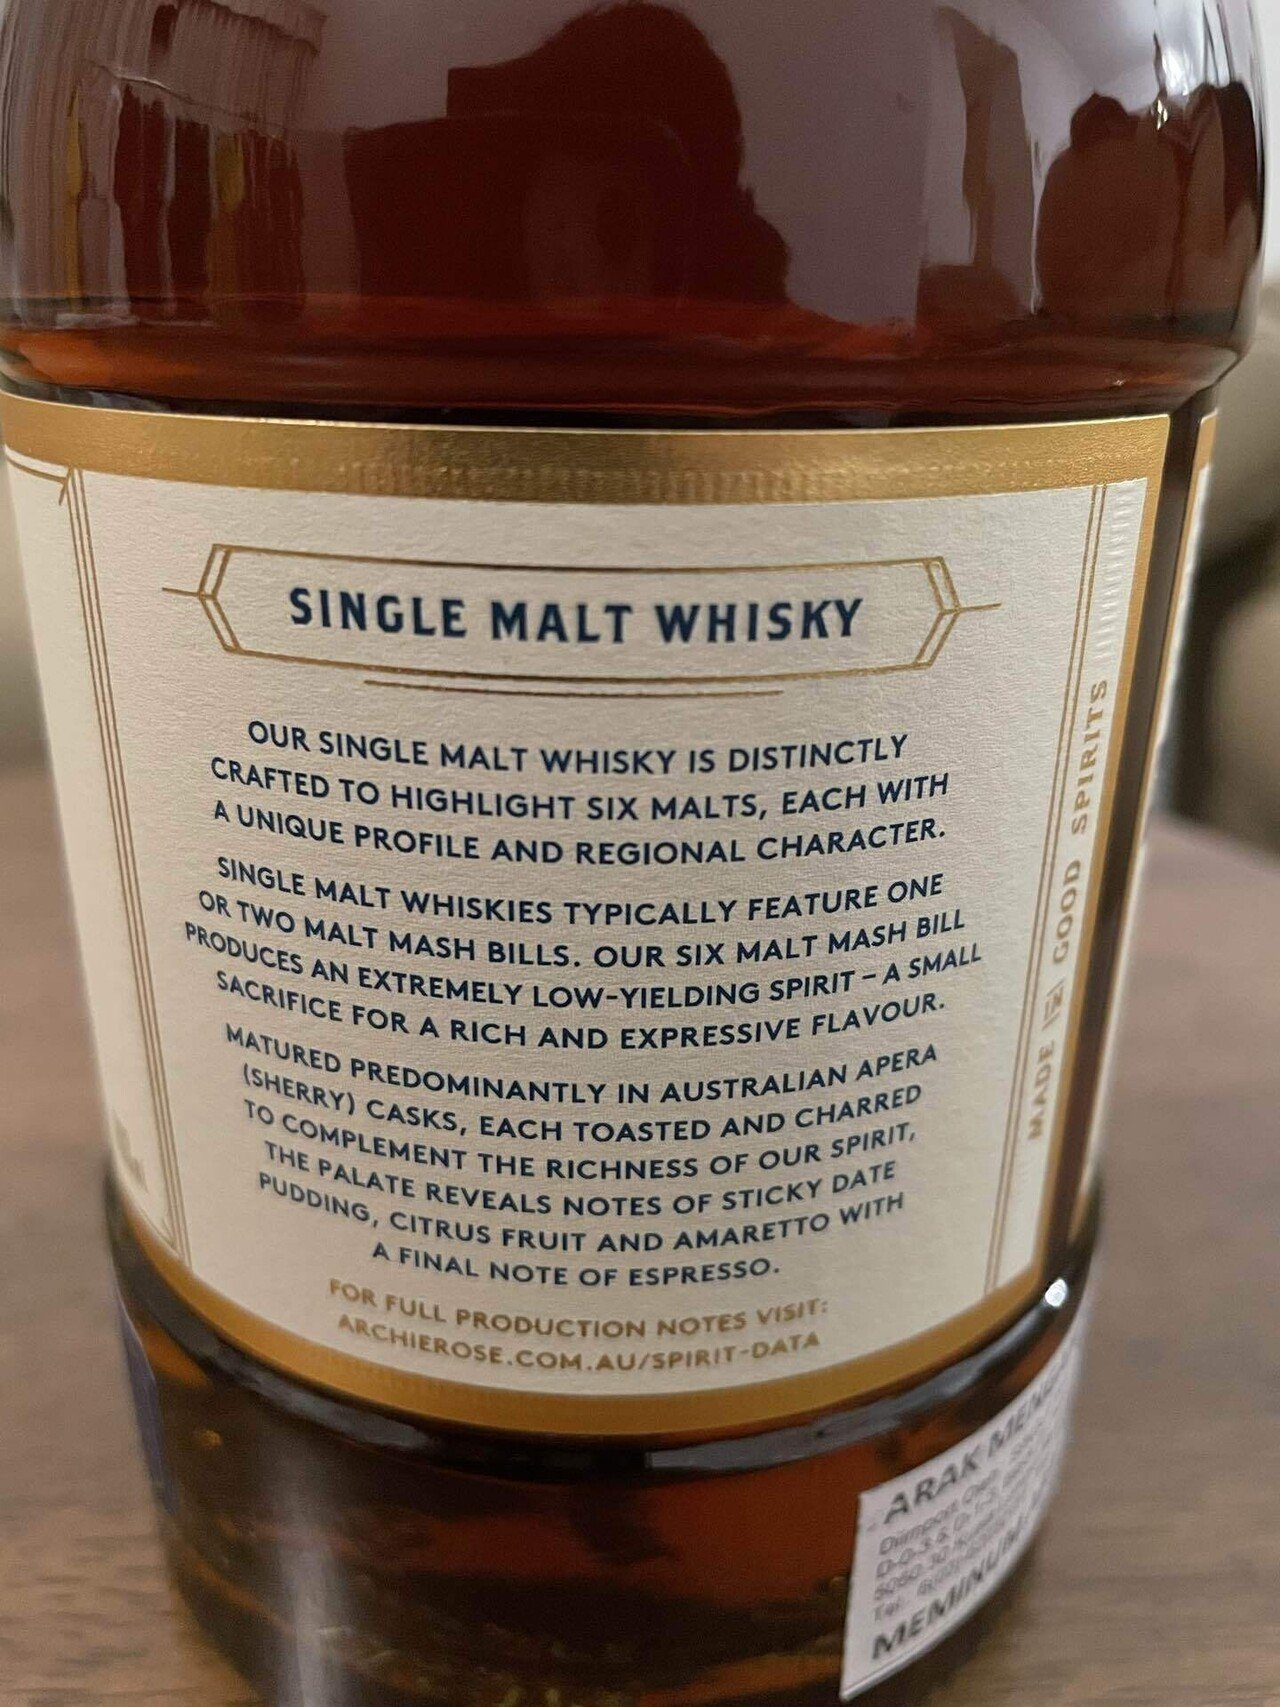 SINGLE MALT WHISKY
OUR SINGLE MALT WHISKY IS DISTINCTLY
CRAFTED TO HIGHLIGHT SIX MALTS, EACH WITH
A UNIQUE PROFILE AND REGIONAL CHARACTER.
SINGLE MALT WHISKIES TYPICALLY FEATURE ONE
OR TWO MALT MASH BILLS. OUR SIX MALT MASH BILL
PRODUCES AN EXTREMELY LOW-YIELDING SPIRIT – A SMALL
SACRIFICE FOR A RICH AND EXPRESSIVE FLAVOUR.
MATURED PREDOMINANTLY IN AUSTRALIAN APERA
(SHERRY) CASKS, EACH TOASTED AND CHARRED
TO COMPLEMENT THE RICHNESS OF OUR SPIRIT,
THE PALATE REVEALS NOTES OF STICKY DATE
PUDDING, CITRUS FRUIT AND AMARETTO WITH
A FINAL NOTE OF ESPRESSO.
FOR FULL PRODUCTION NOTES VISIT:
ARCHIEROSE.COM.AU/SPIRIT-DATA
MADE IN GOOD SPIRITS
ARAK
Diimport Oleh